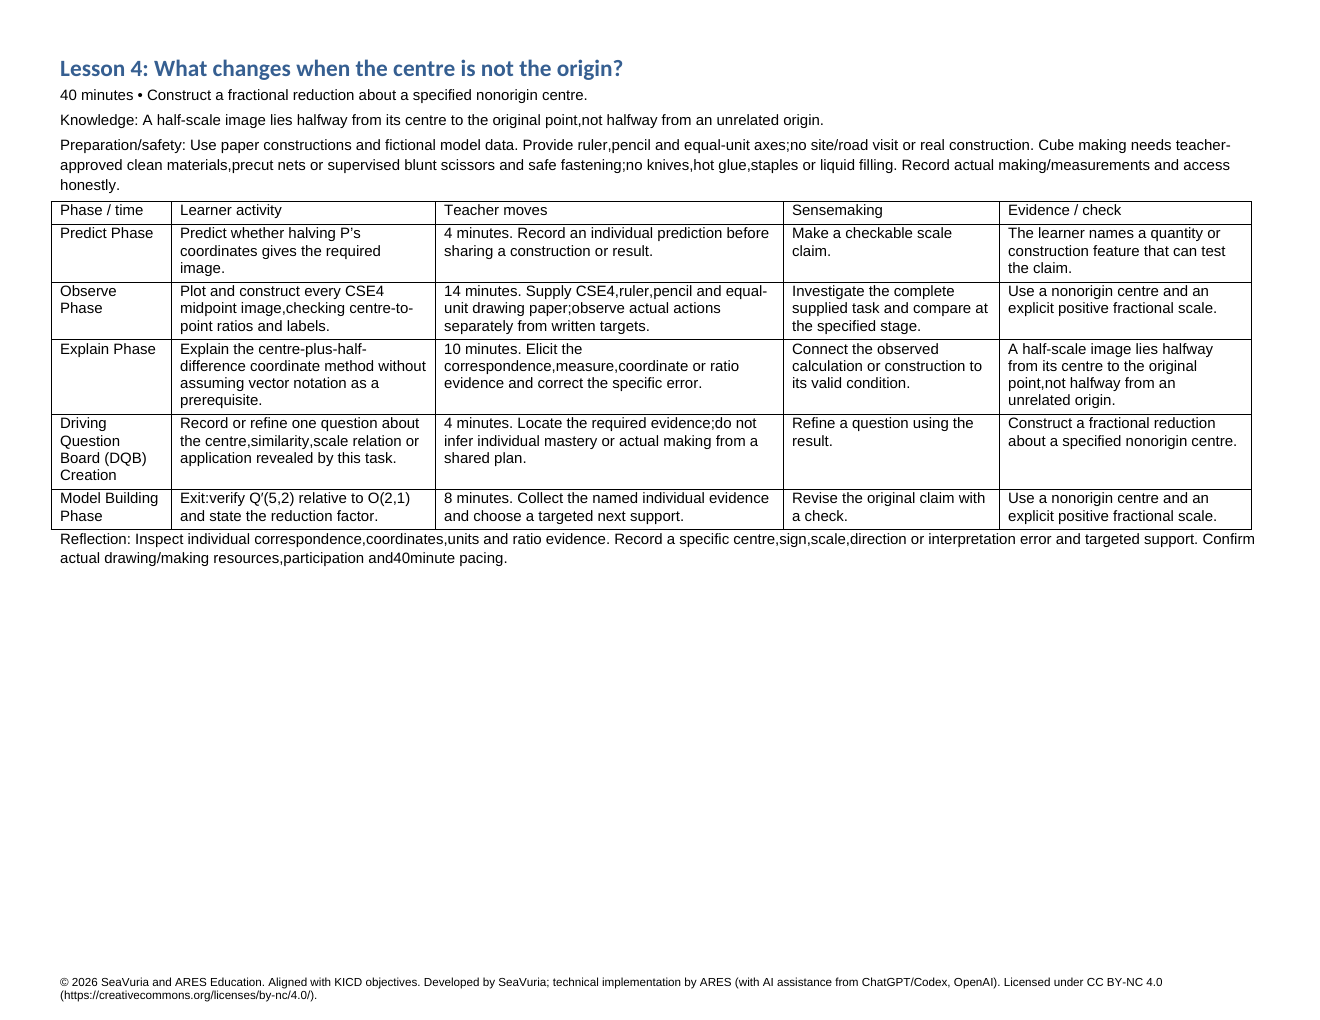 Lesson 4: What changes when the centre is not the origin?
40 minutes • Construct a fractional reduction about a specified nonorigin centre.
Knowledge: A half-scale image lies halfway from its centre to the original point,not halfway from an unrelated origin.
Preparation/safety: Use paper constructions and fictional model data. Provide ruler,pencil and equal-unit axes;no site/road visit or real construction. Cube making needs teacher-
approved clean materials,precut nets or supervised blunt scissors and safe fastening;no knives,hot glue,staples or liquid filling. Record actual making/measurements and access
honestly.
Phase / time
Learner activity
Teacher moves
Sensemaking
Evidence / check
Predict Phase
Predict whether halving P’s
coordinates gives the required
image.
4 minutes. Record an individual prediction before
sharing a construction or result.
Make a checkable scale
claim.
The learner names a quantity or
construction feature that can test
the claim.
Observe
Phase
Plot and construct every CSE4
midpoint image,checking centre-to-
point ratios and labels.
14 minutes. Supply CSE4,ruler,pencil and equal-
unit drawing paper;observe actual actions
separately from written targets.
Investigate the complete
supplied task and compare at
the specified stage.
Use a nonorigin centre and an
explicit positive fractional scale.
Explain Phase
Explain the centre-plus-half-
difference coordinate method without
assuming vector notation as a
prerequisite.
10 minutes. Elicit the
correspondence,measure,coordinate or ratio
evidence and correct the specific error.
Connect the observed
calculation or construction to
its valid condition.
A half-scale image lies halfway
from its centre to the original
point,not halfway from an
unrelated origin.
Driving
Question
Board (DQB)
Creation
Record or refine one question about
the centre,similarity,scale relation or
application revealed by this task.
4 minutes. Locate the required evidence;do not
infer individual mastery or actual making from a
shared plan.
Refine a question using the
result.
Construct a fractional reduction
about a specified nonorigin centre.
Model Building
Phase
Exit:verify Q′(5,2) relative to O(2,1)
and state the reduction factor.
8 minutes. Collect the named individual evidence
and choose a targeted next support.
Revise the original claim with
a check.
Use a nonorigin centre and an
explicit positive fractional scale.
Reflection: Inspect individual correspondence,coordinates,units and ratio evidence. Record a specific centre,sign,scale,direction or interpretation error and targeted support. Confirm
actual drawing/making resources,participation and40minute pacing.
© 2026 SeaVuria and ARES Education. Aligned with KICD objectives. Developed by SeaVuria; technical implementation by ARES (with AI assistance from ChatGPT/Codex, OpenAI). Licensed under CC BY-NC 4.0
(https://creativecommons.org/licenses/by-nc/4.0/).